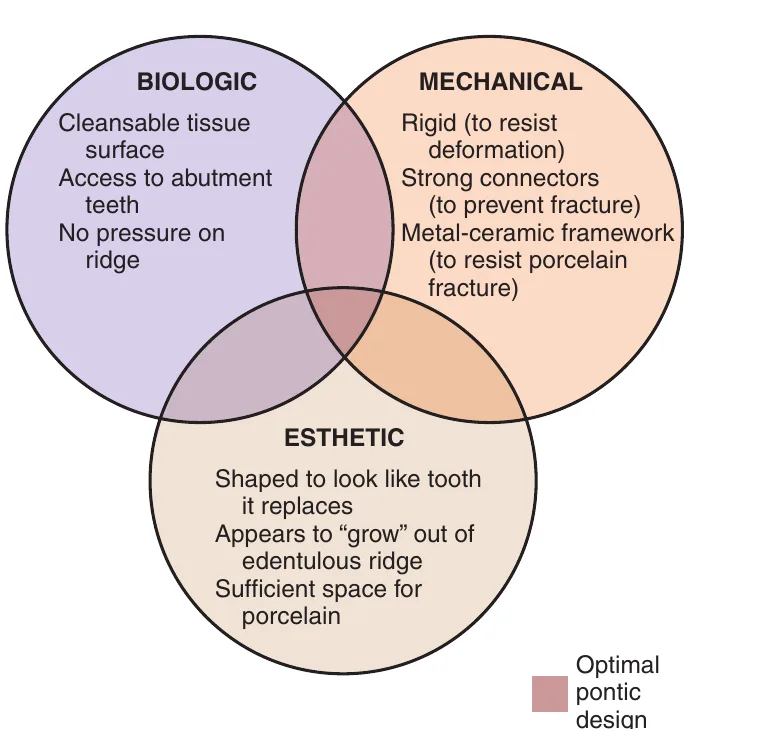 BIOLOGIC
Cleansable tissue
surface
Access to abutment
teeth
No pressure on
ridge
MECHANICAL
Rigid (to resist
deformation)
Strong connectors
(to prevent fracture)
Metal-ceramic framework
(to resist porcelain
fracture)
ESTHETIC
Shaped to look like tooth
it replaces
Appears to “grow” out of
edentulous ridge
Sufficient space for
porcelain
Optimal
pontic
design